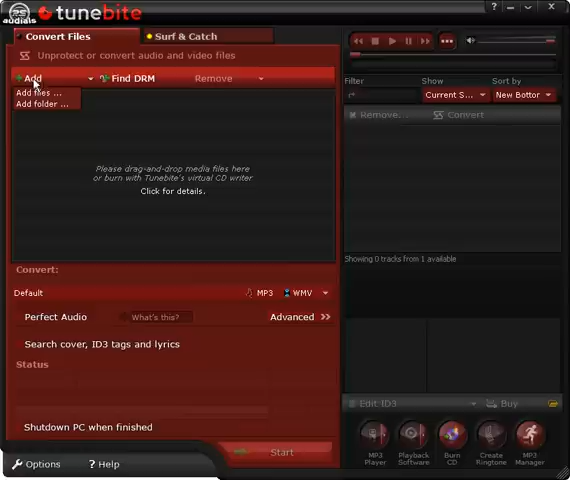 audials
tunebite
Convert Files
Surf & Catch
Unprotect or convert audio and video files
+ Add
Find DRM
Remove
Add files ...
Add folder ...
Please drag-and-drop media files here
or burn with Tunebite's virtual CD writer
Click for details.
Convert:
Default
MP3
WMV
Perfect Audio
What's this?
Advanced >>
Search cover, ID3 tags and lyrics
Status
Shutdown PC when finished
Start
Options
? Help
Filter
Show
Sort by
Current S...
New Bottor
Remove...
Convert
Showing 0 tracks from 1 available
Edit ID3
Buy
MP3 Player
Playback Software
Burn CD
Create Ringtone
MP3 Manager